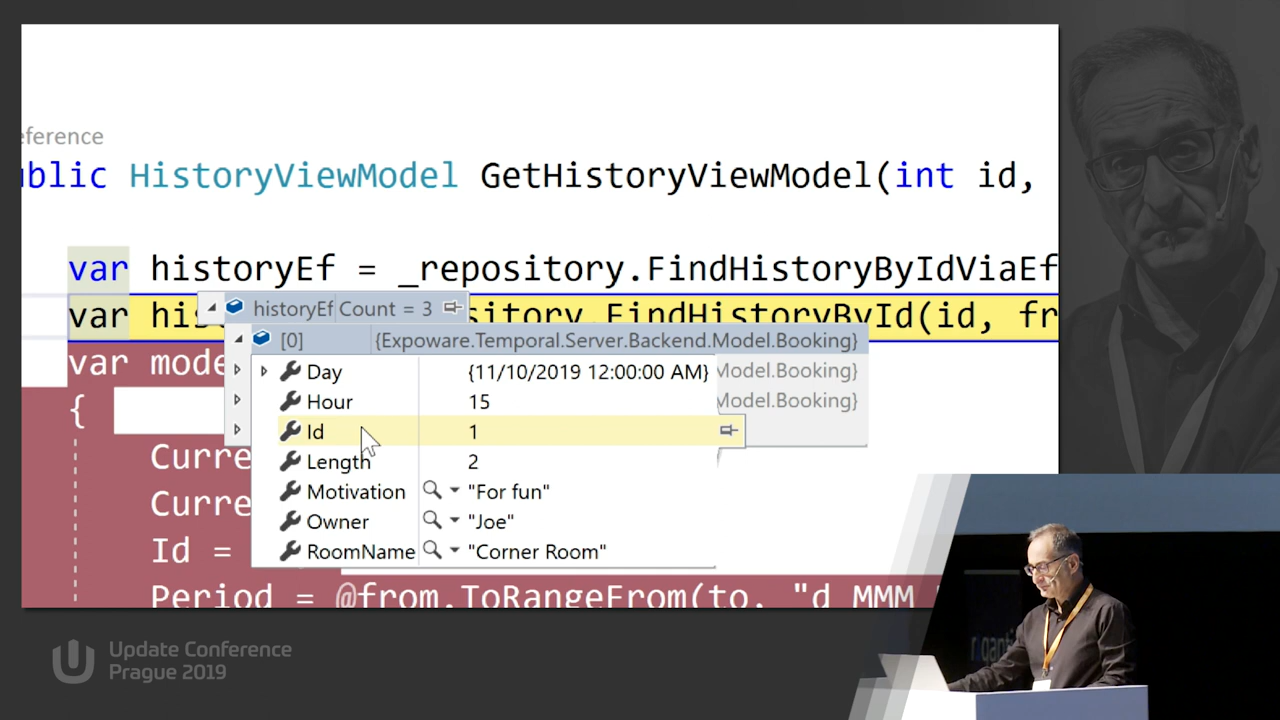 eference
ublic HistoryViewModel GetHistoryViewModel(int id,
var historyEf = _repository.FindHistoryByIdViaEf
var his sitory.FindHistoryById(id, fr
historyEf Count = 3
[0] {Expoware.Temporal.Server.Backend.Model.Booking}
var mode
Day {11/10/2019 12:00:00 AM} Model.Booking}
Hour 15 Model.Booking}
{
Id 1
Curre
Length 2
Motivation "For fun"
Curre
Owner "Joe"
Id =
RoomName "Corner Room"
Period = @from.ToRangeFrom(to, "d MMM
Update Conference
Prague 2019